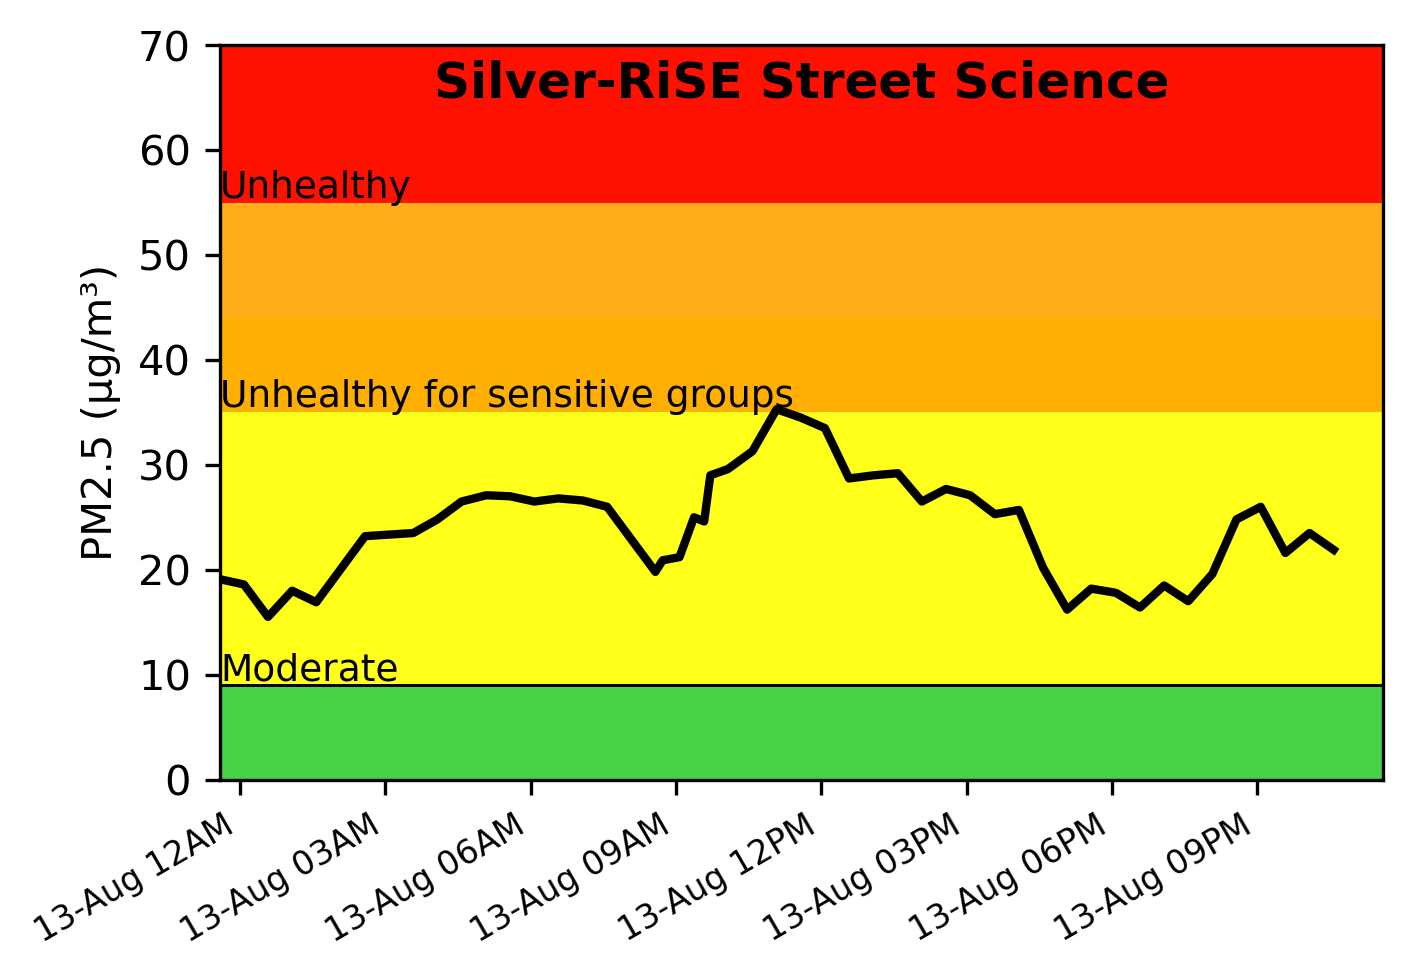 Silver-RiSE Street Science
70
60
Unhealthy
50
40
Unhealthy for sensitive groups
30
20
Moderate
10
0
PM2.5 (μg/m³)
13-Aug 12AM
13-Aug 03AM
13-Aug 06AM
13-Aug 09AM
13-Aug 12PM
13-Aug 03PM
13-Aug 06PM
13-Aug 09PM